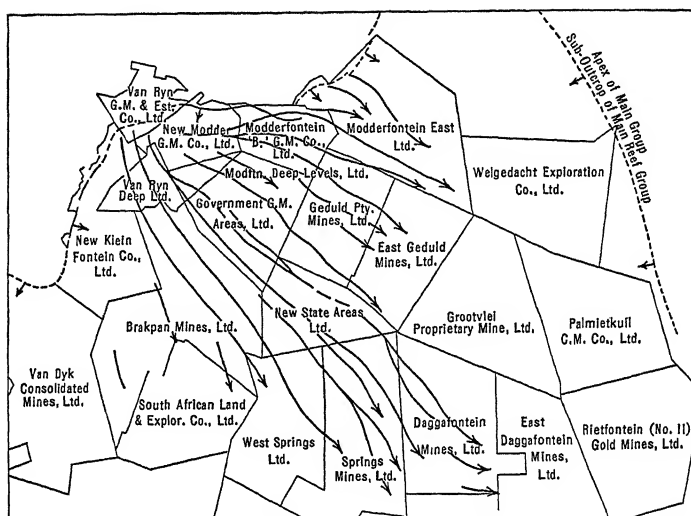 Apex of Main Group
Sub-Outcrop of Main Reef Group
Van Ryn
G.M. & Est.
Co., Ltd.
New Modder
G.M. Co., Ltd.
Modderfontein
"B." G.M. Co.,
Ltd.
Modderfontein East
Ltd.
Welgedacht Exploration
Co., Ltd.
Van Ryn
Deep Ltd.
Modftn. Deep Levels, Ltd.
Government G.M.
Areas, Ltd.
Geduld Pty.
Mines, Ltd.
East Geduld
Mines, Ltd.
New Klein
Fontein Co.,
Ltd.
Brakpan Mines, Ltd.
New State Areas
Ltd.
Grootvlei
Proprietary Mine, Ltd.
Palmietkuil
G.M. Co., Ltd.
Van Dyk
Consolidated
Mines, Ltd.
South African Land
& Explor. Co., Ltd.
West Springs
Ltd.
Springs
Mines, Ltd.
Daggafontein
Mines, Ltd.
East
Daggafontein
Mines,
Ltd.
Rietfontein (No. II)
Gold Mines, Ltd.